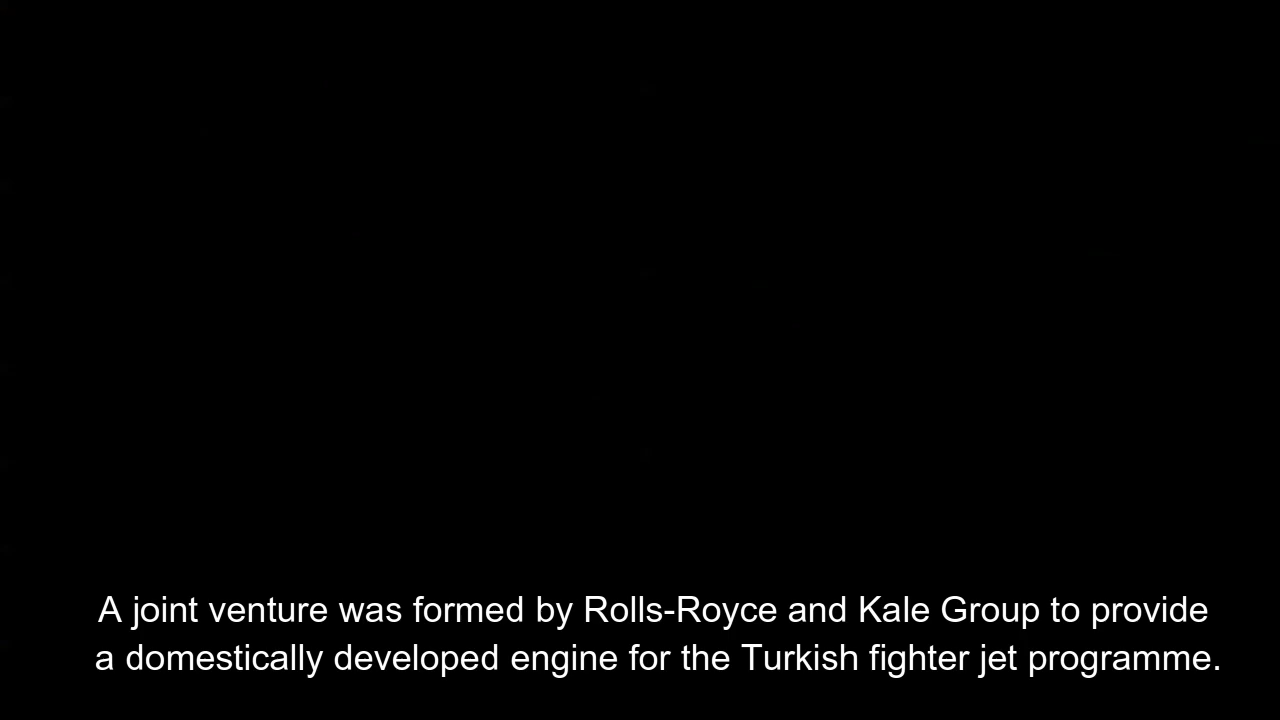 A joint venture was formed by Rolls-Royce and Kale Group to provide
a domestically developed engine for the Turkish fighter jet programme.